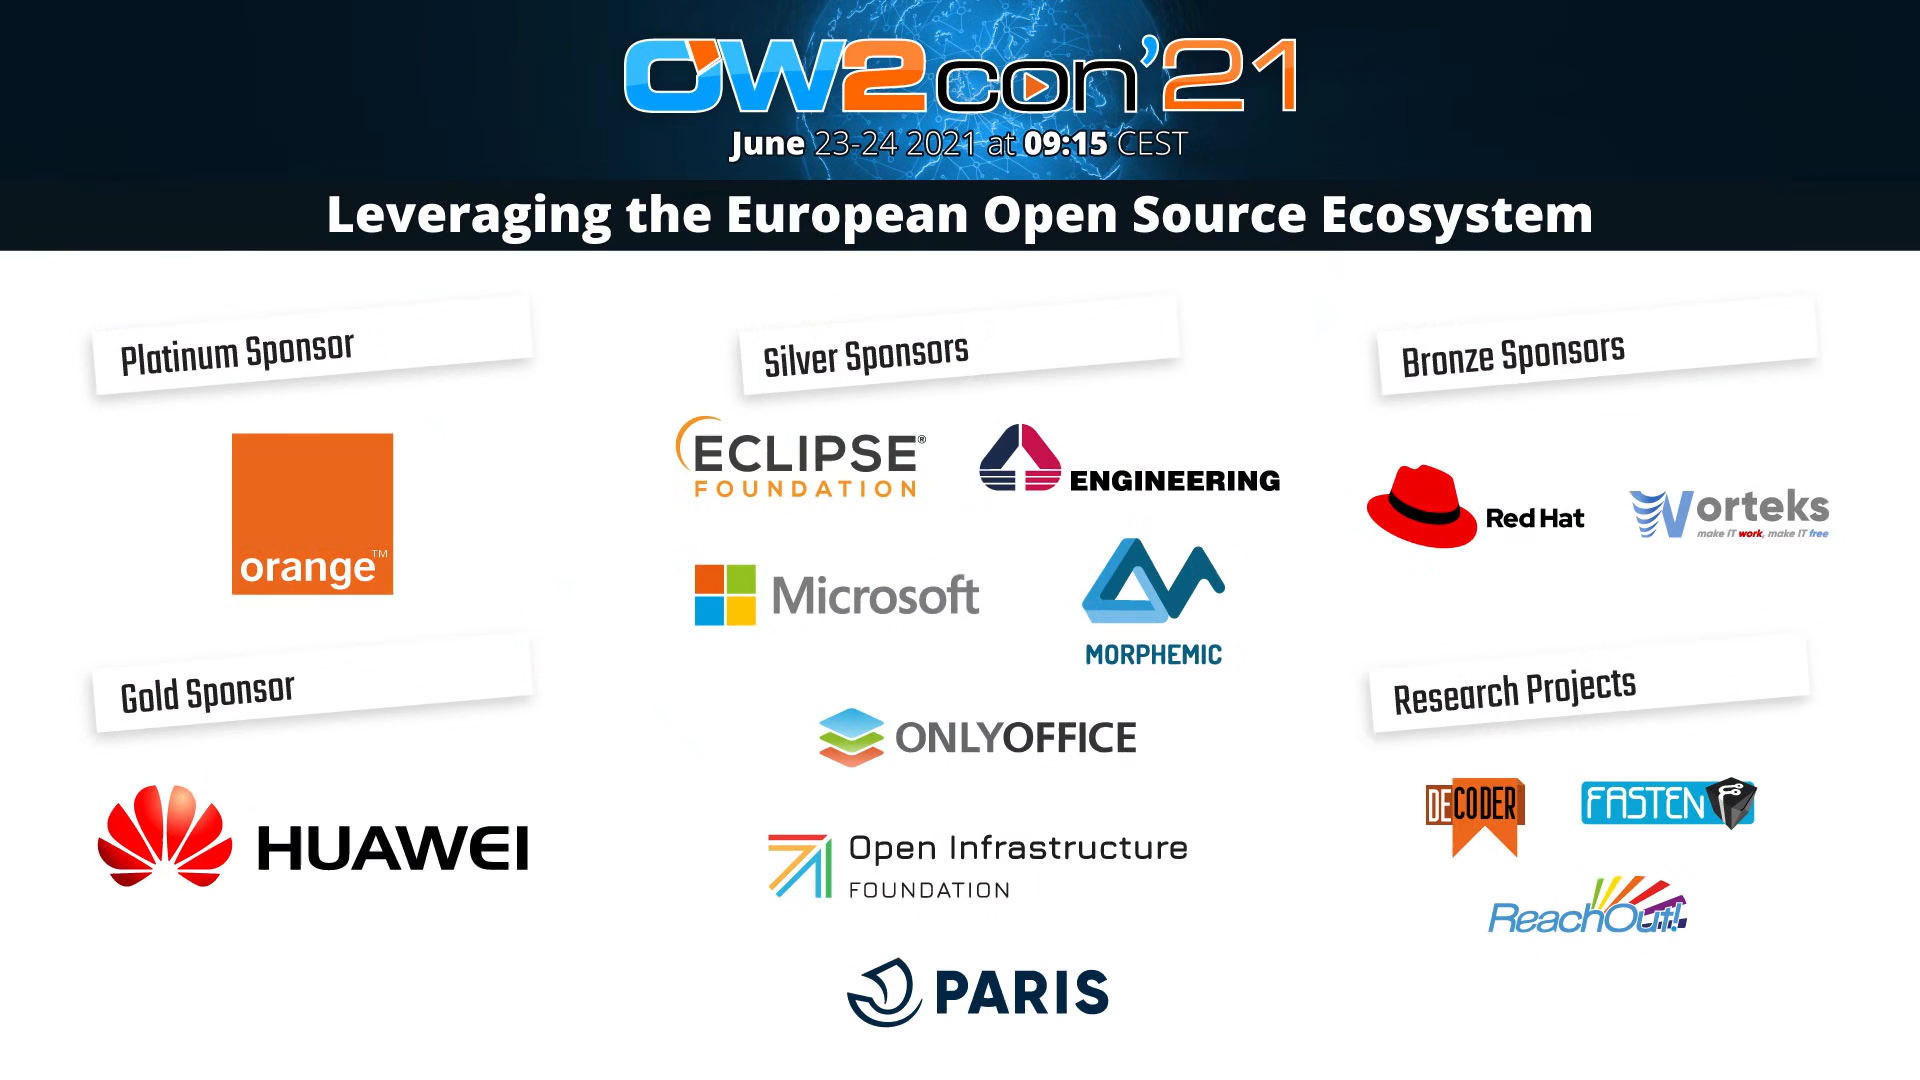 OW2con'21
June 23-24 2021 at 09:15 CEST
Leveraging the European Open Source Ecosystem
Platinum Sponsor
orange™
Gold Sponsor
HUAWEI
Silver Sponsors
ECLIPSE®
FOUNDATION
ENGINEERING
Microsoft
MORPHEMIC
ONLYOFFICE
Open Infrastructure
FOUNDATION
PARIS
Bronze Sponsors
Red Hat
Worteks
make IT work, make IT free
Research Projects
DECODER
FASTEN
ReachOut!